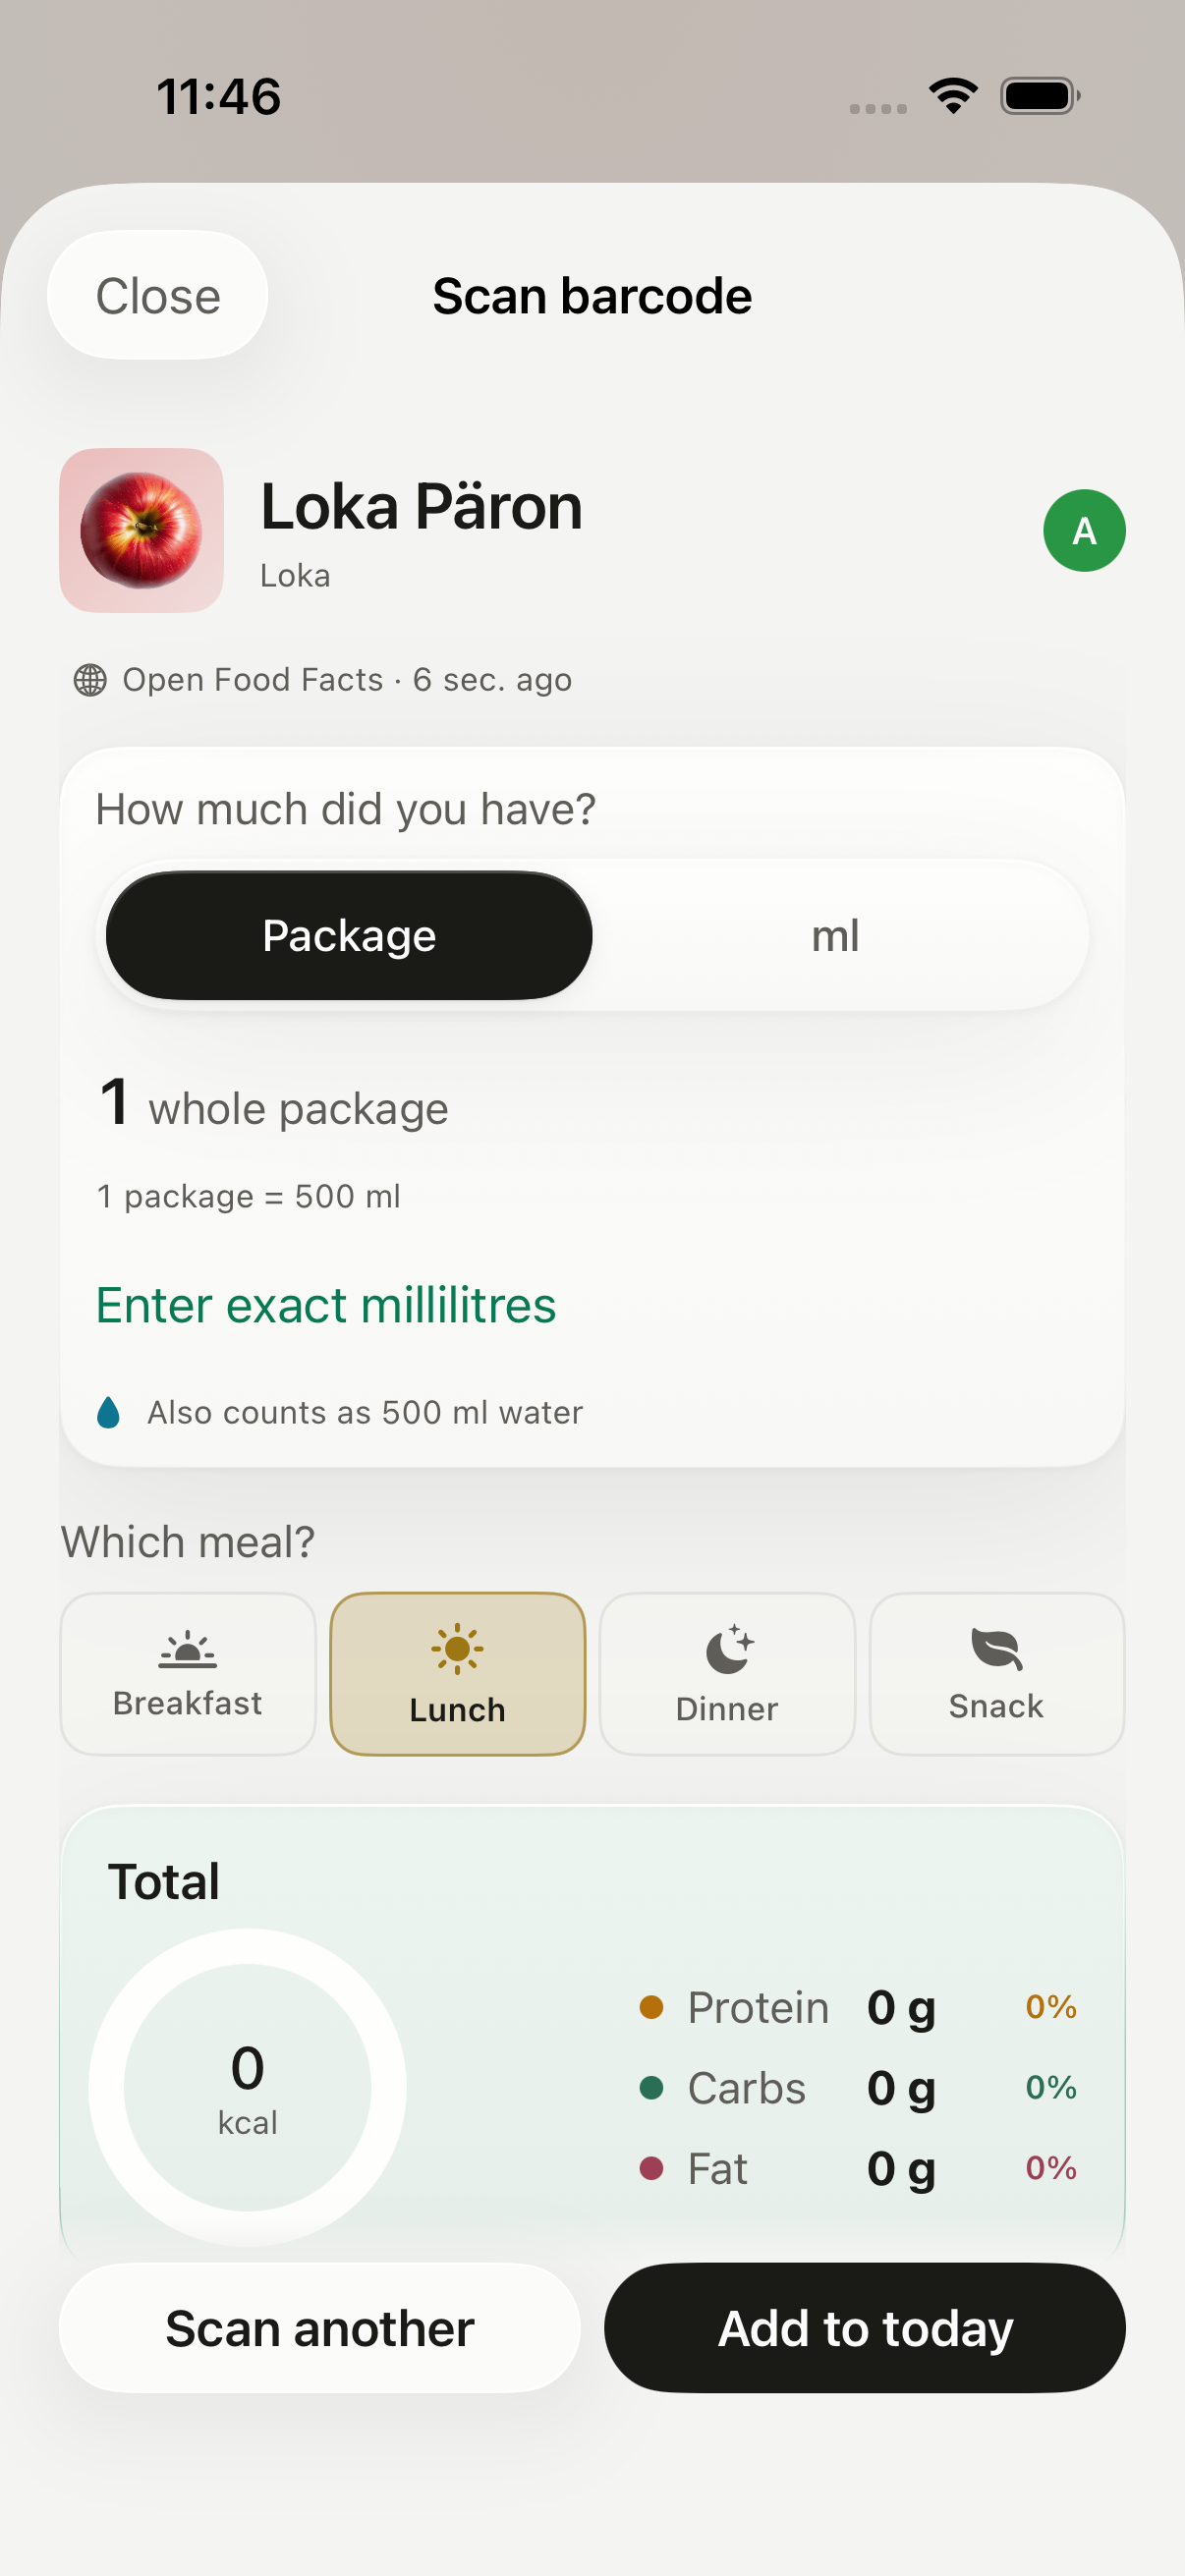 11:46
Close
Scan barcode
Loka Päron
Loka
A
Open Food Facts · 6 sec. ago
How much did you have?
Package
ml
1 whole package
1 package = 500 ml
Enter exact millilitres
Also counts as 500 ml water
Which meal?
Breakfast
Lunch
Dinner
Snack
Total
0
kcal
Protein 0 g 0%
Carbs 0 g 0%
Fat 0 g 0%
Scan another
Add to today